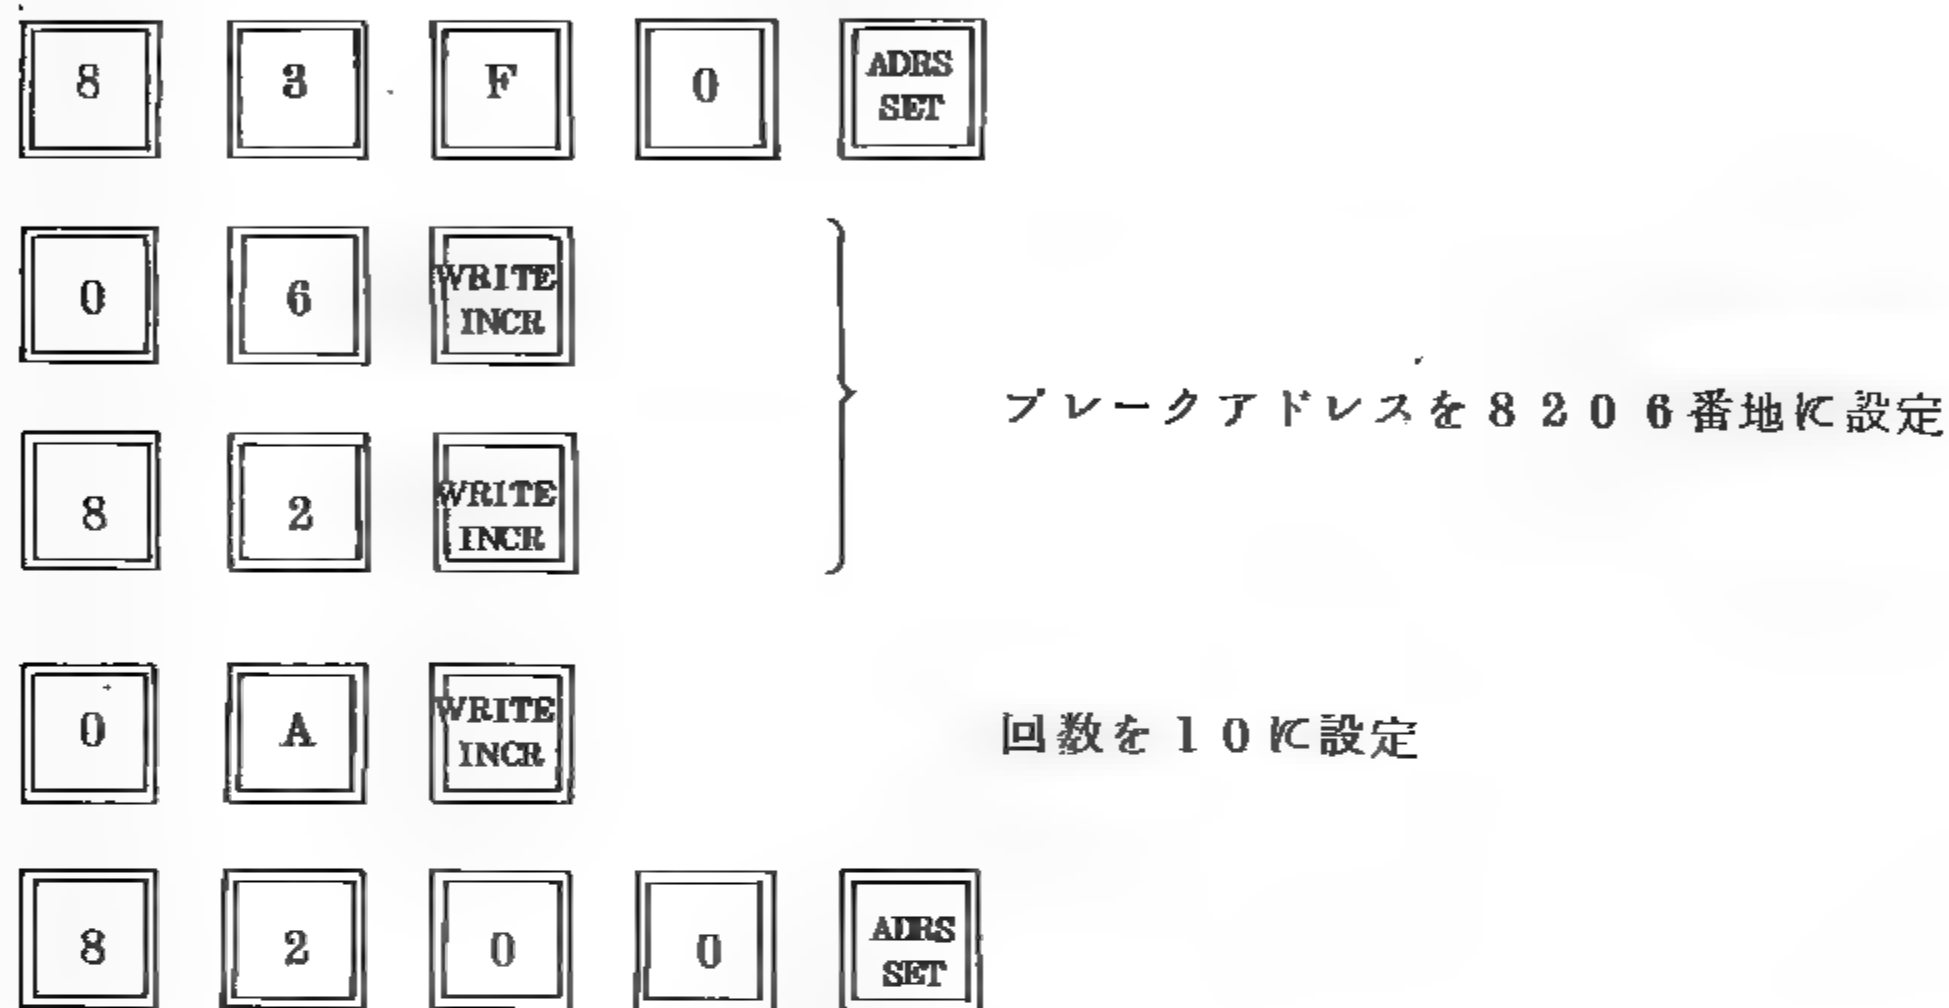 8 3 F 0 ADRS SET
0 6 WRITE INCR
ブレークアドレスを8206番地に設定
8 2 WRITE INCR
0 A WRITE INCR 回数を10に設定
8 2 0 0 ADRS SET